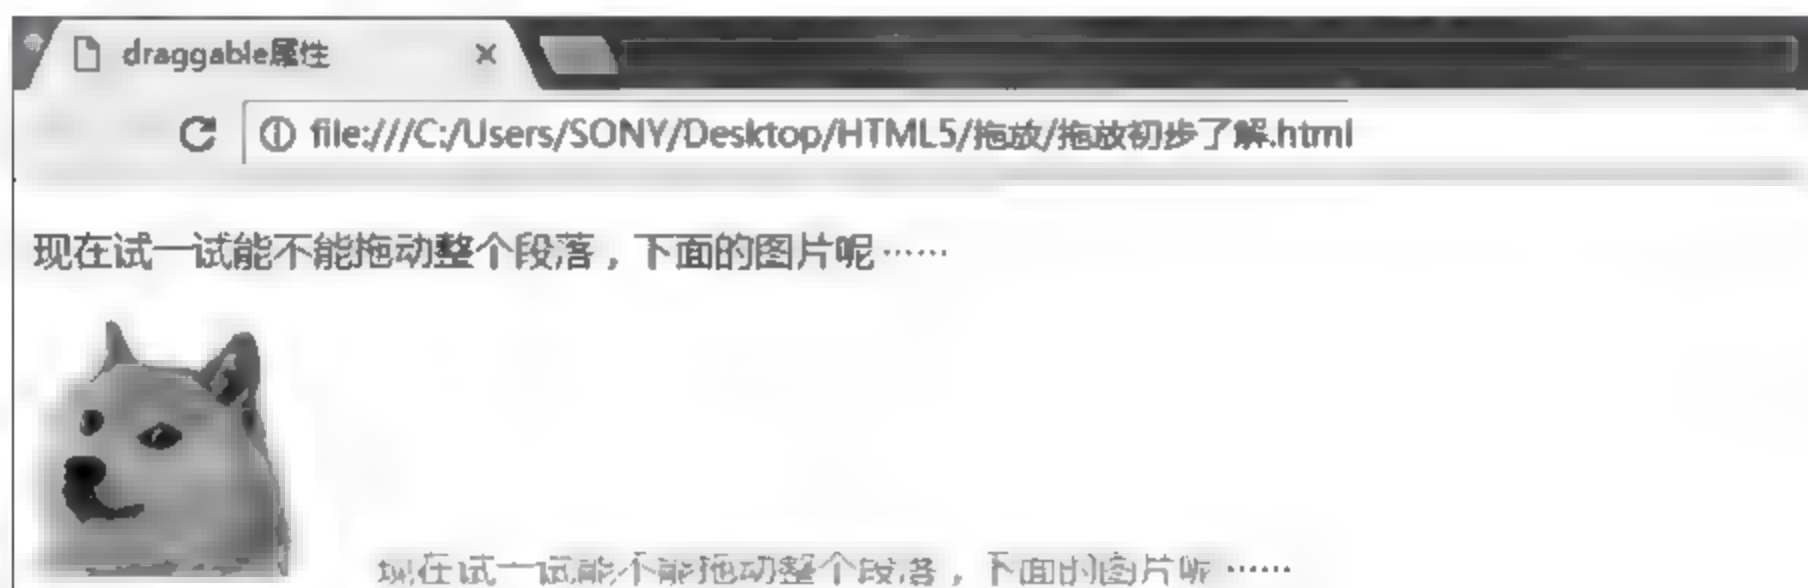 draggable属性
file:///C:/Users/SONY/Desktop/HTML5/拖放/拖放初步了解.html
现在试一试能不能拖动整个段落，下面的图片呢……
现在试一试能不能拖动整个段落，下面的图片呢……